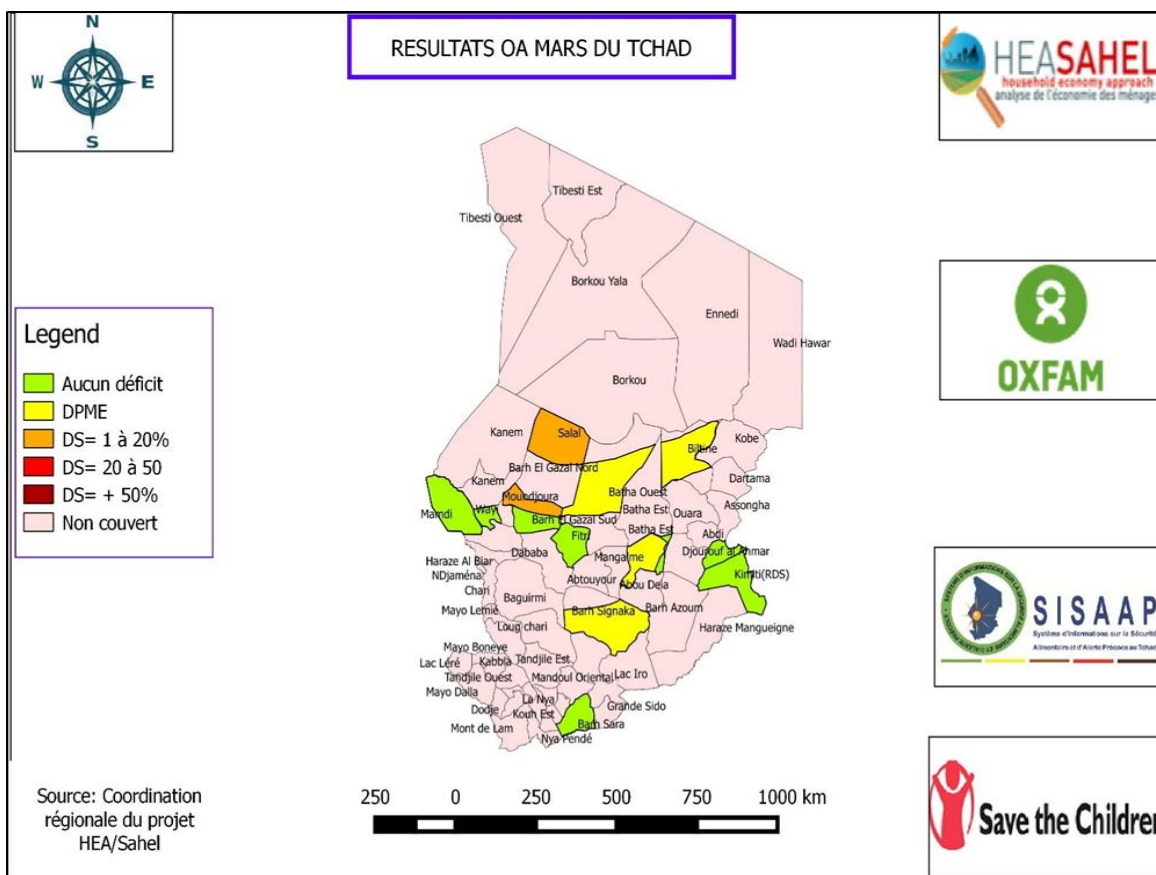 N
W
E
S
RESULTATS OA MARS DU TCHAD
HEASAHEL
household economy approach
analyse de l'économie des ménages
Tibesti Est
Tibesti Ouest
Borkou Yala
Ennedi
Wadi Hawar
Borkou
OXFAM
Legend
Aucun déficit
DPME
DS= 1 à 20%
DS= 20 à 50
DS= + 50%
Non couvert
Kanem
Salal
Kobe
Biltine
Barh El Gazal Nord
Kanem
Dartama
Moundjoura
Batha Ouest
Assongha
Mamdi
Wayi
Batha Est
Ouara
Barh El Gazal Sud
Batha Est
Abdi
Fitri
Dababa
Mangalme
Djourouf al Ahmar
Haraze Al Biar
NDjaména
Abtouyour
Abou Deia
Kimiti(RDS)
Chari
Baguirmi
Mayo Lemié
Barh Signaka
Barh Azoum
Loug chari
Haraze Mangueigne
Mayo Boneye
Lac Léré
Kabbia
Tandjile Est
Tandjile Ouest
Mandoul Oriental
Lac Iro
Mayo Dalla
La Nya
Dodje
Kouh Est
Grande Sido
Mont de Lam
Barh Sara
Nya Pendé
SISAAP
Système d'Informations sur la Sécurité
Alimentaire et d'Alerte Précoce au Tchad
Source: Coordination
régionale du projet
HEA/Sahel
250 0 250 500 750 1000 km
Save the Children